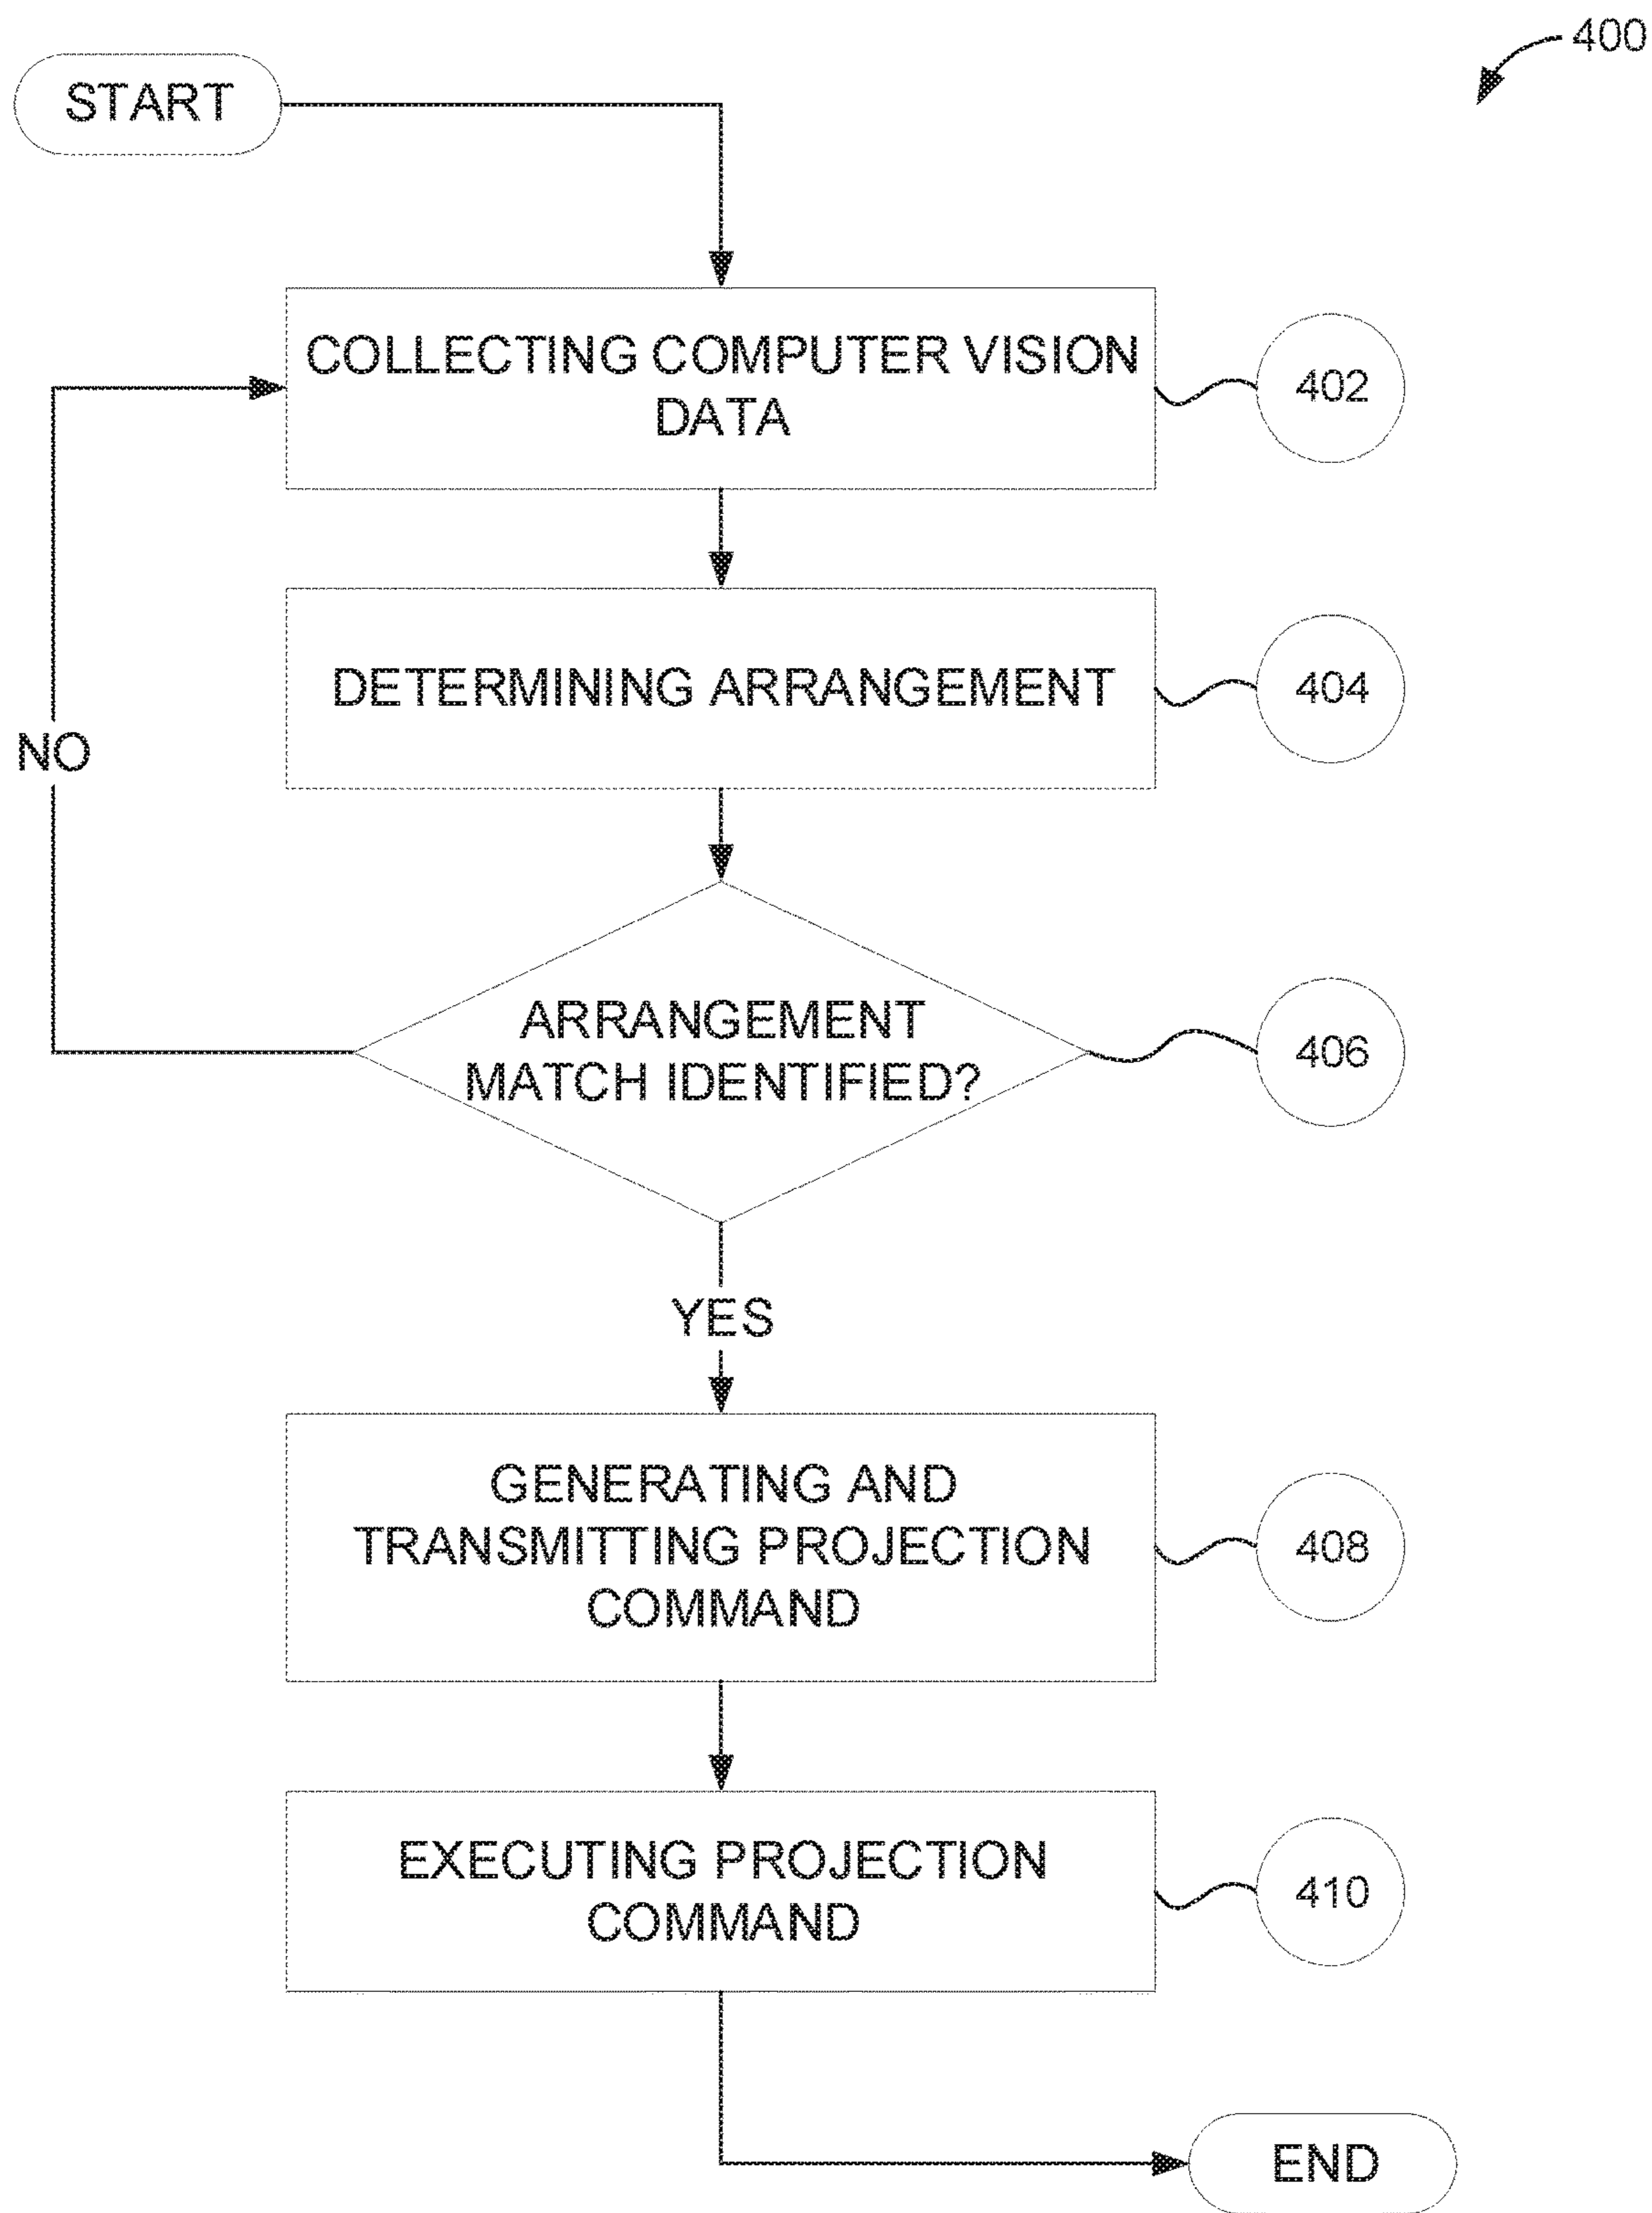 400
START
COLLECTING COMPUTER VISION
DATA
402
DETERMINING ARRANGEMENT
404
NO
ARRANGEMENT
MATCH IDENTIFIED?
406
YES
GENERATING AND
TRANSMITTING PROJECTION
COMMAND
408
EXECUTING PROJECTION
COMMAND
410
END